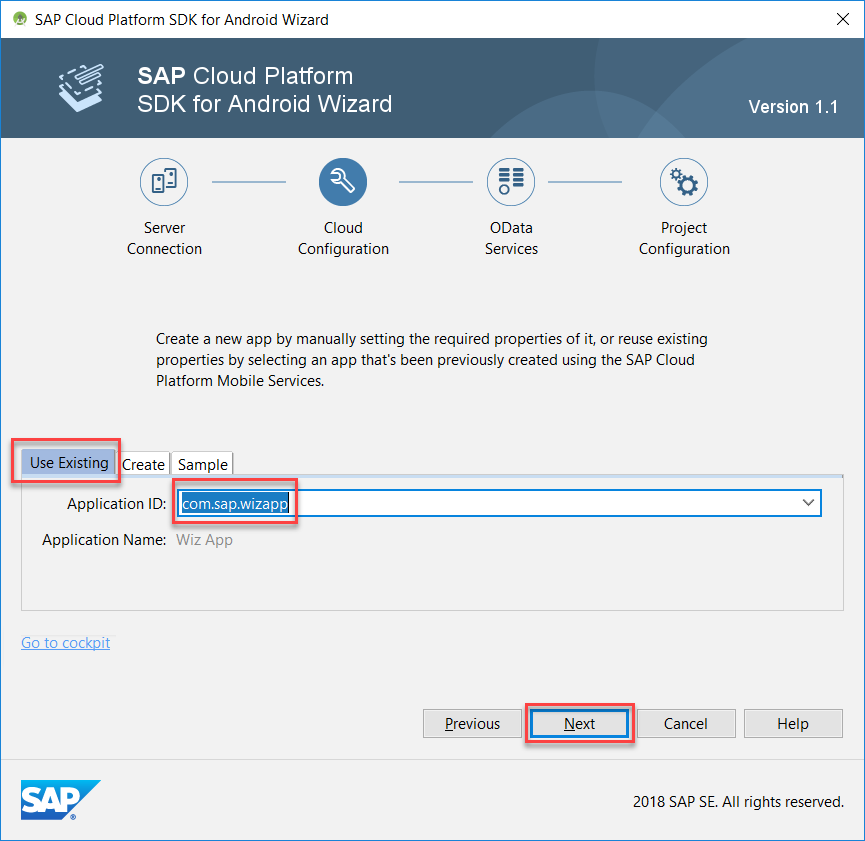 SAP Cloud Platform SDK for Android Wizard
SAP Cloud Platform
SDK for Android Wizard
Version 1.1
Server
Connection
Cloud
Configuration
OData
Services
Project
Configuration
Create a new app by manually setting the required properties of it, or reuse existing
properties by selecting an app that's been previously created using the SAP Cloud
Platform Mobile Services.
Use Existing Create Sample
Application ID: com.sap.wizapp
Application Name: Wiz App
Go to cockpit
Previous Next Cancel Help
SAP®
2018 SAP SE. All rights reserved.